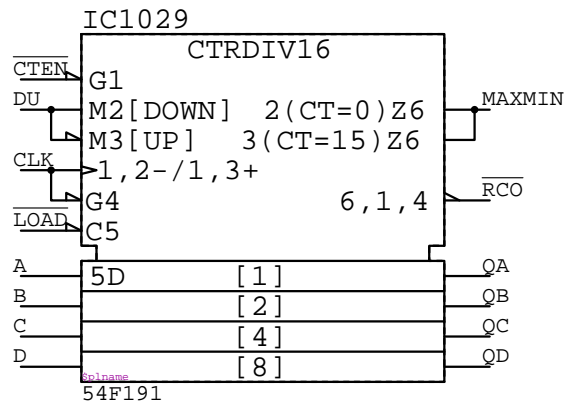 IC1029
CTRDIV16
CTEN
G1
DU
M2[DOWN] 2(CT=0)Z6
MAXMIN
M3[UP] 3(CT=15)Z6
CLK
1,2-/1,3+
G4
6,1,4
RCO
LOAD
C5
A
5D
[1]
QA
B
[2]
QB
C
[4]
QC
D
[8]
QD
$plname
54F191